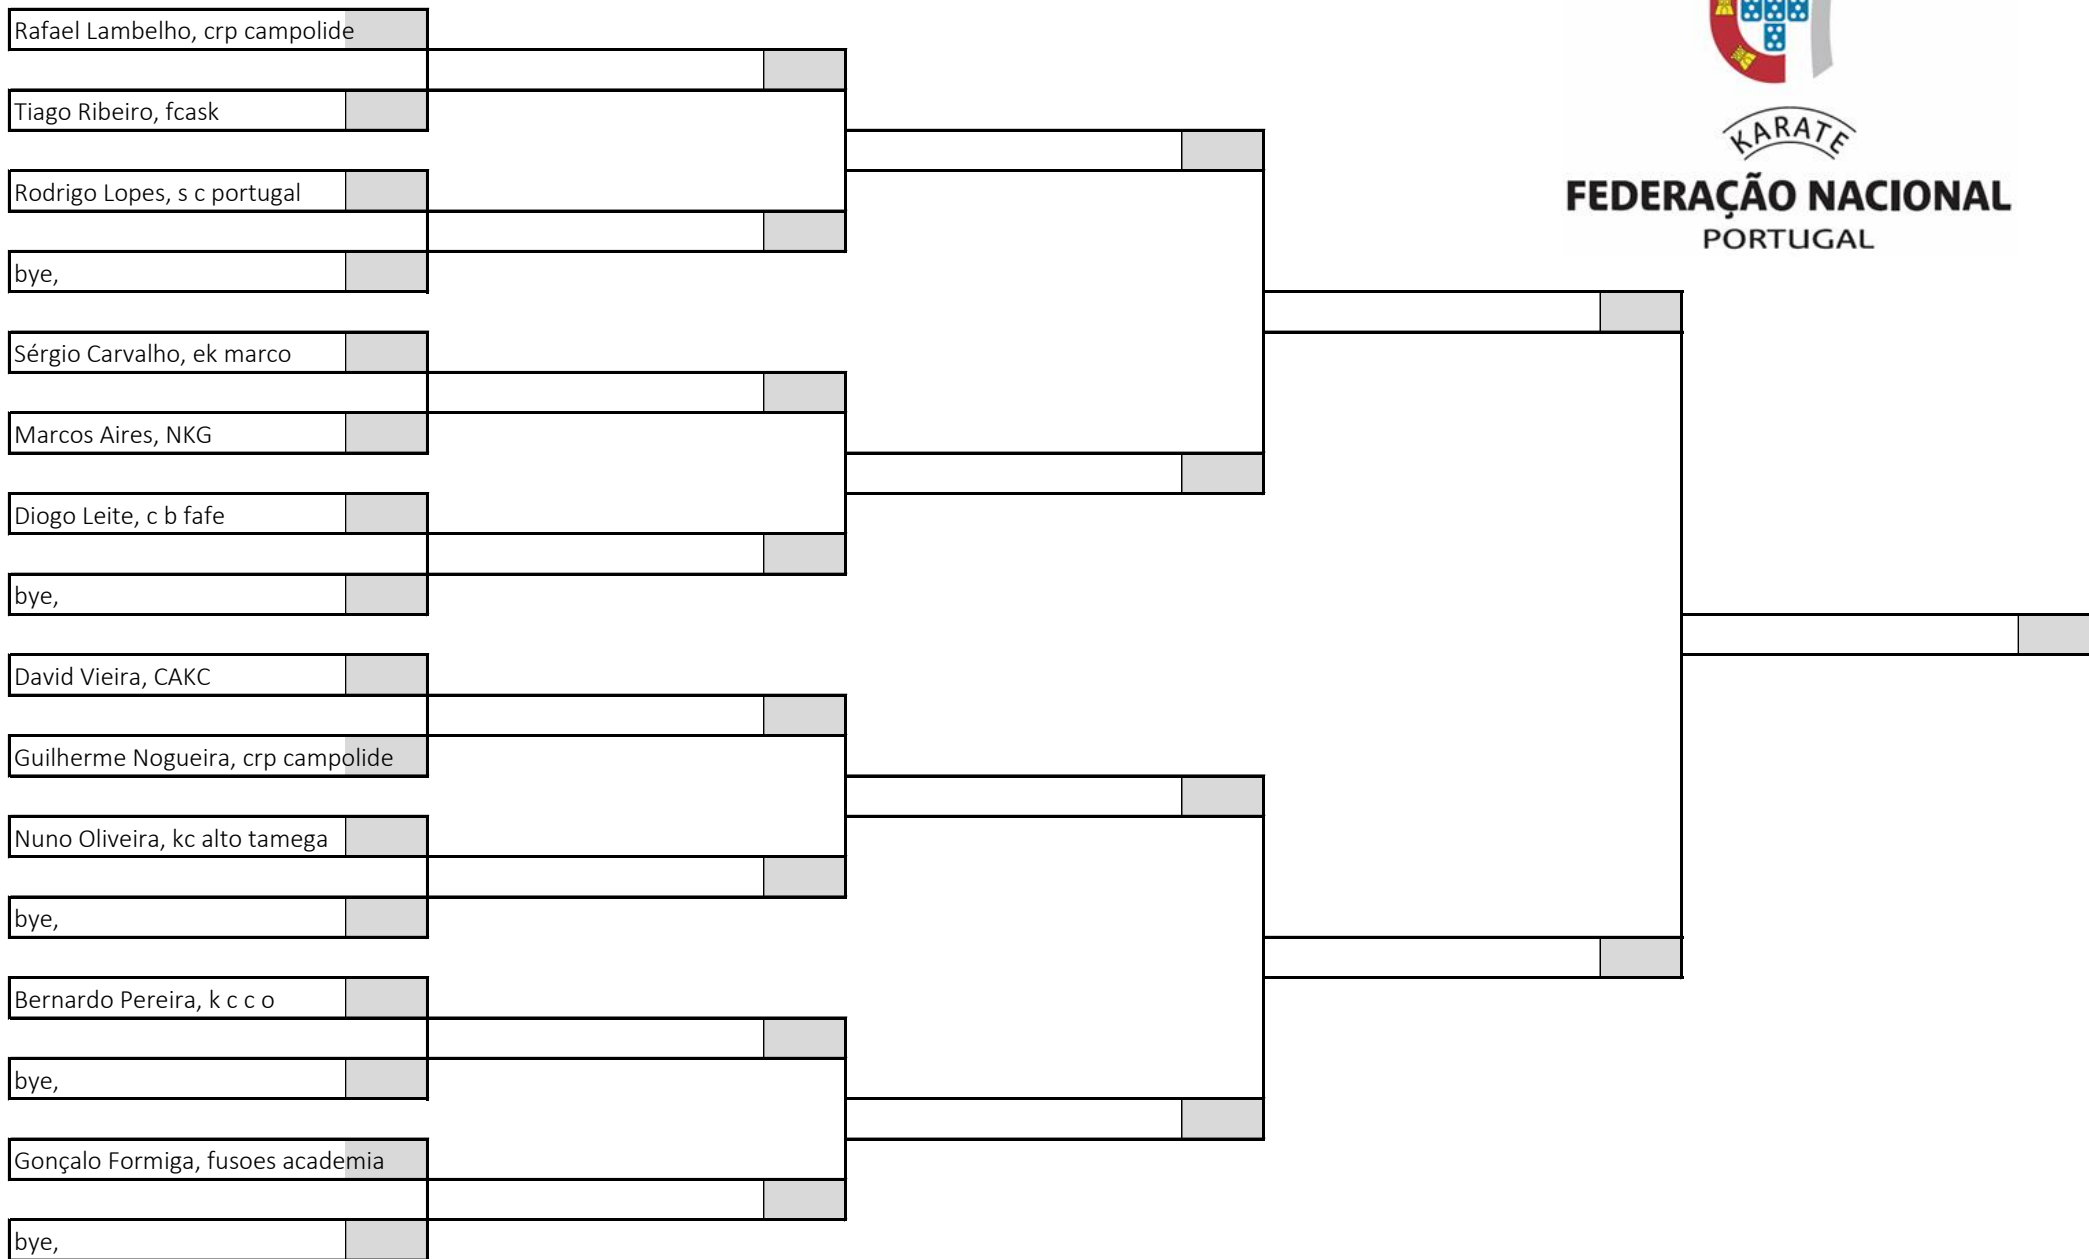 Rafael Lambelho, crp campolide
Tiago Ribeiro, fcask
Rodrigo Lopes, s c portugal
bye,
Sérgio Carvalho, ek marco
Marcos Aires, NKG
Diogo Leite, c b fafe
bye,
David Vieira, CAKC
Guilherme Nogueira, crp campolide
Nuno Oliveira, kc alto tamega
bye,
Bernardo Pereira, k c c o
bye,
Gonçalo Formiga, fusoes academia
bye,
KARATE
FEDERAÇÃO NACIONAL
PORTUGAL